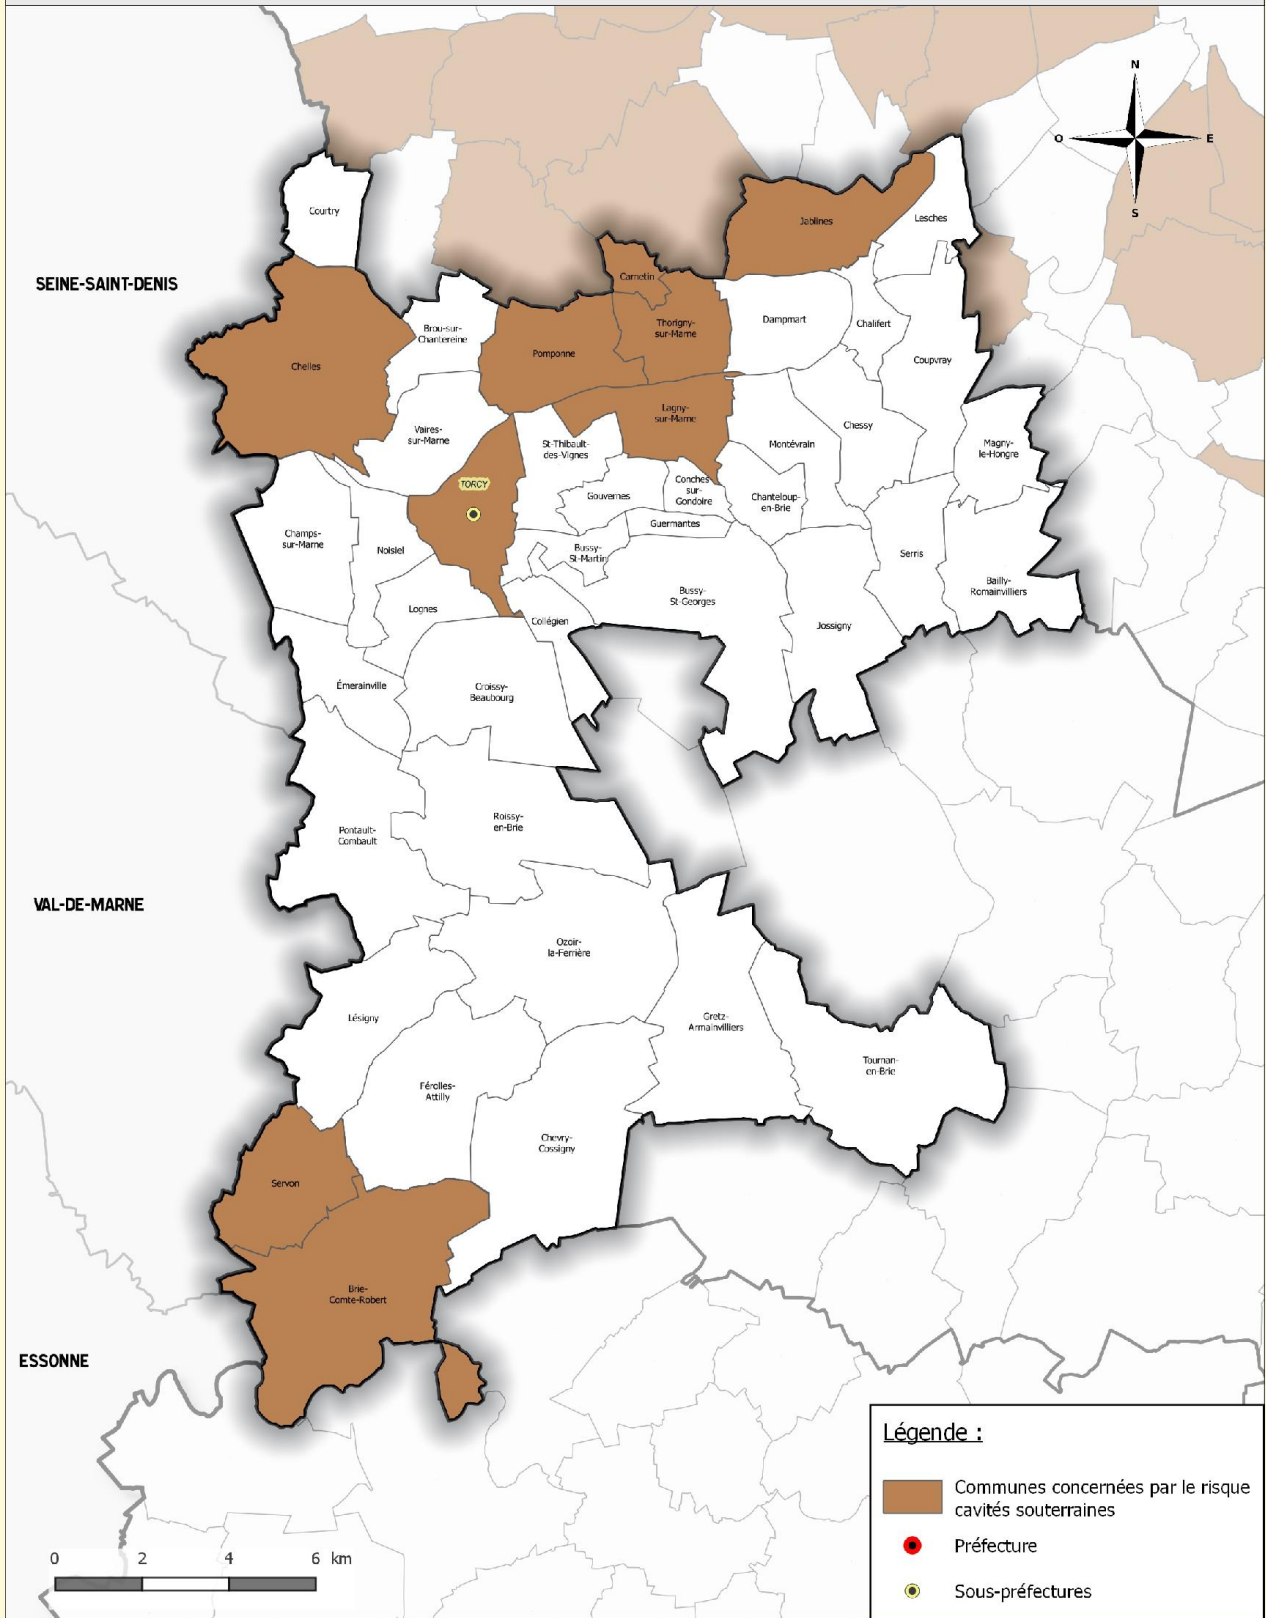 N
O
E
S
Courtry
Jablines
Lesches
SEINE-SAINT-DENIS
Carnetin
Brou-sur-
Chantereine
Thorigny-
sur-Marne
Dampmart
Chalifert
Pomponne
Coupvray
Chelles
Lagny-
sur-Marne
Vaires-
sur-Marne
St-Thibault-
des-Vignes
Montévrain
Chessy
Magny-
le-Hongre
TORCY
Gouvernes
Conches
sur-
Gondoire
Chanteloup-
en-Brie
Guermantes
Champs-
sur-Marne
Noisiel
Bussy-
St-Martin
Serris
Bailly-
Romainvilliers
Bussy-
St-Georges
Lognes
Collégien
Jossigny
Émerainville
Croissy-
Beaubourg
Pontault-
Combault
Roissy-
en-Brie
VAL-DE-MARNE
Ozoir-
la-Ferrière
Lésigny
Gretz-
Armainvilliers
Tournan-
en-Brie
Férolles-
Attilly
Chevry-
Cossigny
Servon
Brie-
Comte-Robert
ESSONNE
Légende :
Communes concernées par le risque
cavités souterraines
Préfecture
Sous-préfectures
0 2 4 6 km